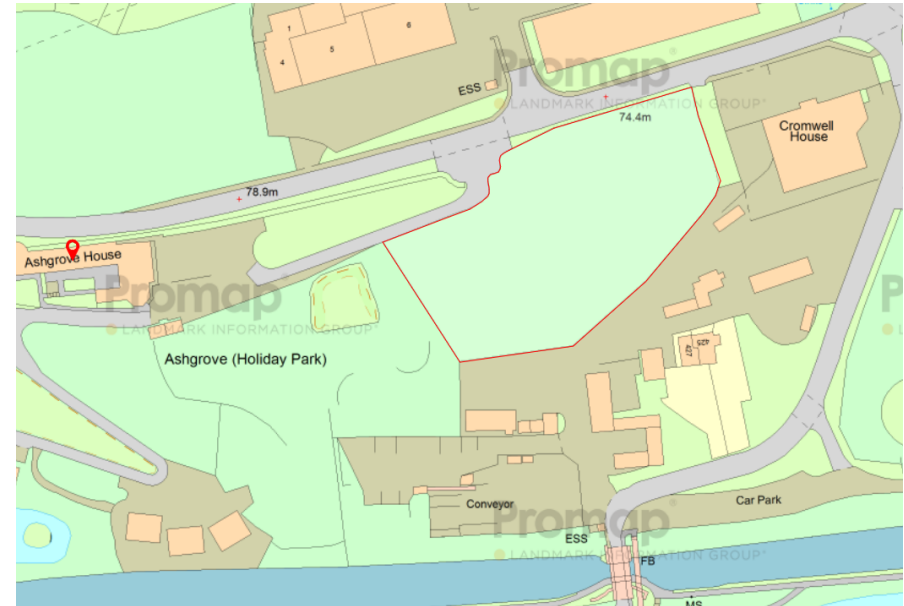 1
6
5
4
ESS
Promap
LANDMARK INFORMATION GROUP
74.4m
Cromwell
House
78.9m
Ashgrove House
Promap
LANDMARK INFORMATION GROUP
Promap
P
Ashgrove (Holiday Park)
427
425
Conveyor
Car Park
Promap
ESS
LANDMARK INFORMATION GROUP
FB
MS